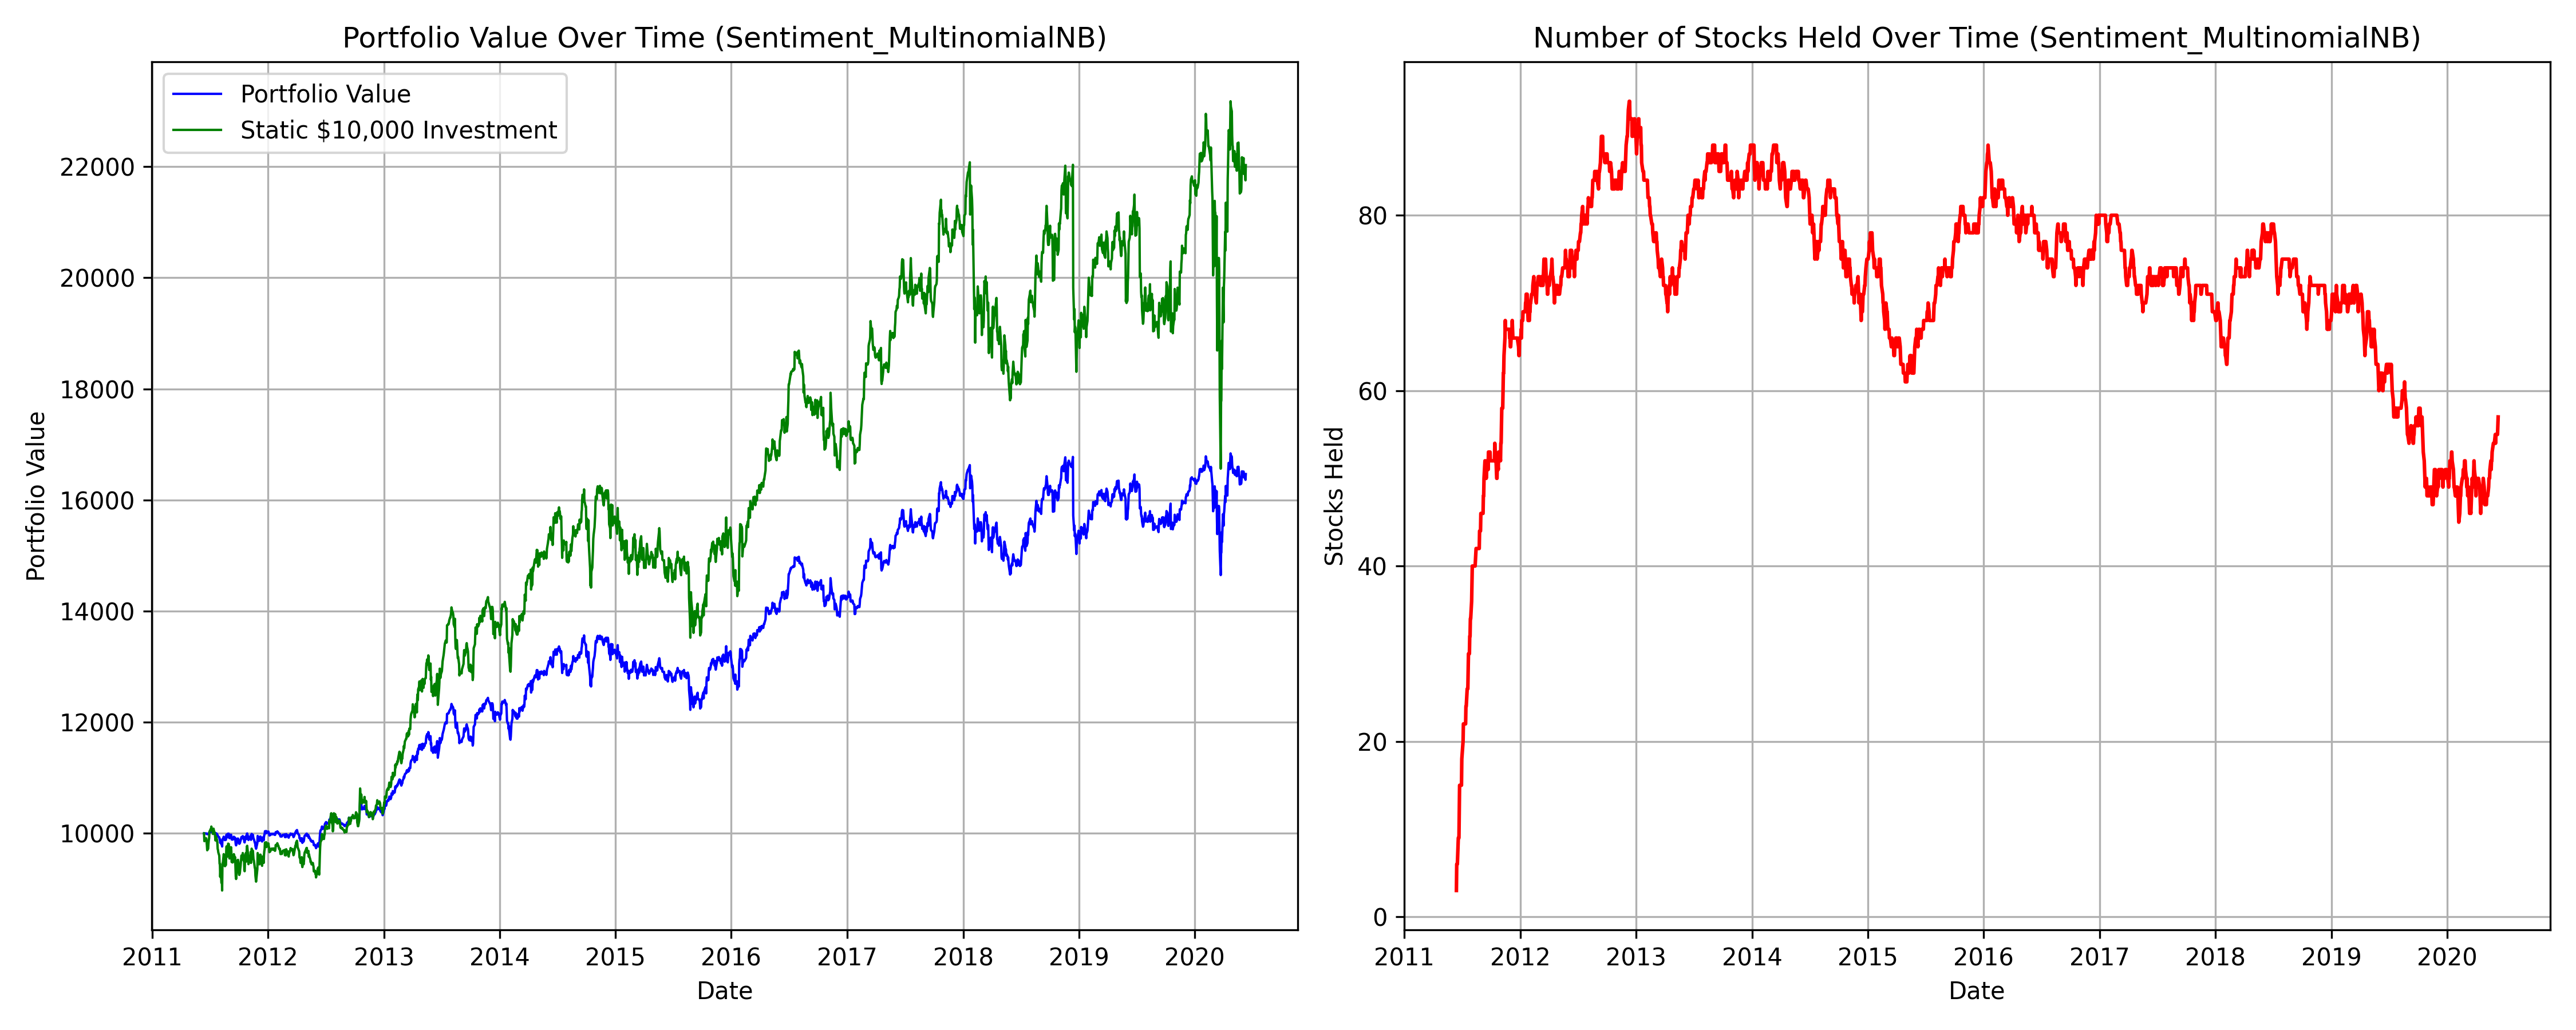 Portfolio Value Over Time (Sentiment_MultinomialNB)
Portfolio Value
Static $10,000 Investment
22000
20000
18000
16000
14000
12000
10000
Portfolio Value
2011 2012 2013 2014 2015 2016 2017 2018 2019 2020
Date
Number of Stocks Held Over Time (Sentiment_MultinomialNB)
80
60
40
20
0
Stocks Held
2011 2012 2013 2014 2015 2016 2017 2018 2019 2020
Date